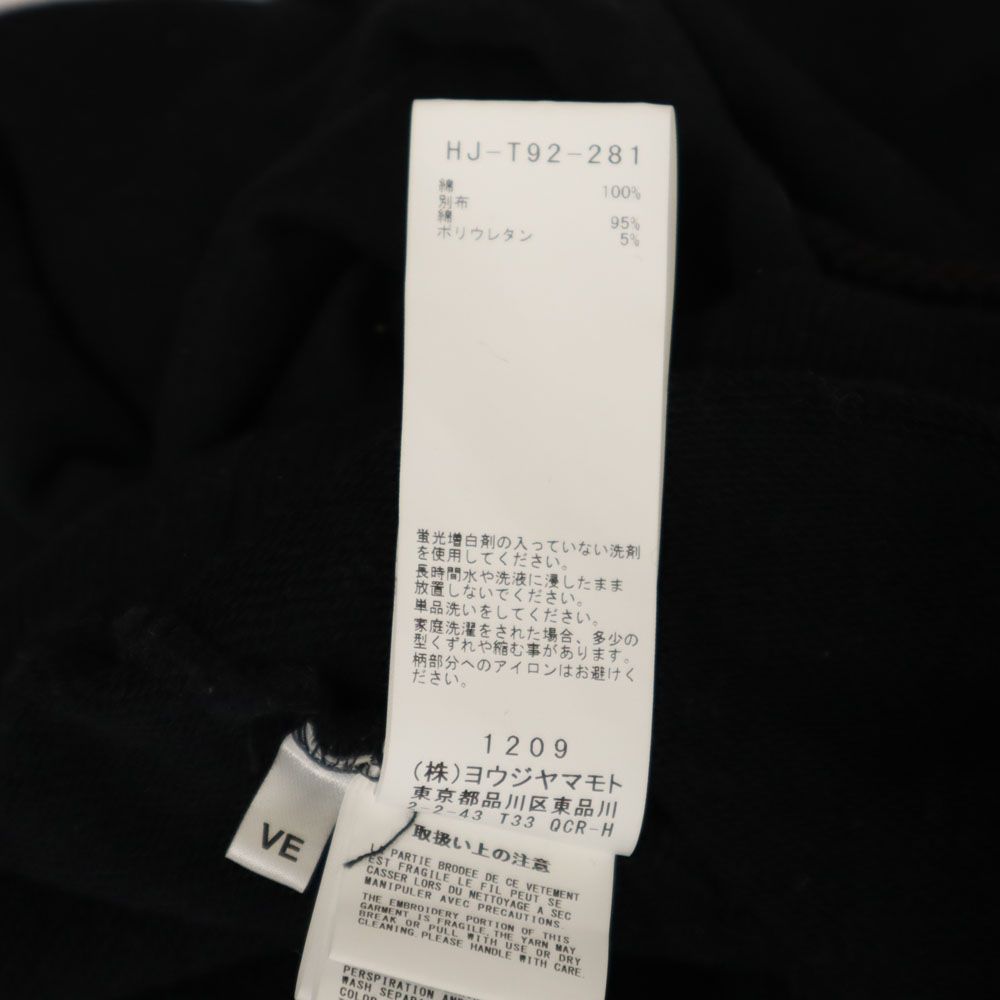 HJ-T92-281
綿 100%
別布
綿 95%
ポリウレタン 5%
蛍光増白剤の入っていない洗剤
を使用してください。
長時間水や洗液に浸したまま
放置しないでください。
単品洗いをしてください。
家庭洗濯をされた場合、多少の
型くずれや縮む事があります。
柄部分へのアイロンはお避けく
ださい。
1209
(株)ヨウジヤマモト
東京都品川区東品川
2-2-43 T33 QCR-H
VE
取扱い上の注意
LA PARTIE BRODEE DE CE VETEMENT
EST FRAGILE LE FIL PEUT SE
CASSER LORS DU NETTOYAGE A SEC
MANIPULER AVEC PRECAUTIONS.
THE EMBROIDERY PORTION OF THIS
GARMENT IS FRAGILE.THE YARN MAY
BREAK OR PULL WITH USE OR DRY
CLEANING.PLEASE HANDLE WITH CARE.
PERSPIRATION AND
WASH SEPAR
COLOR